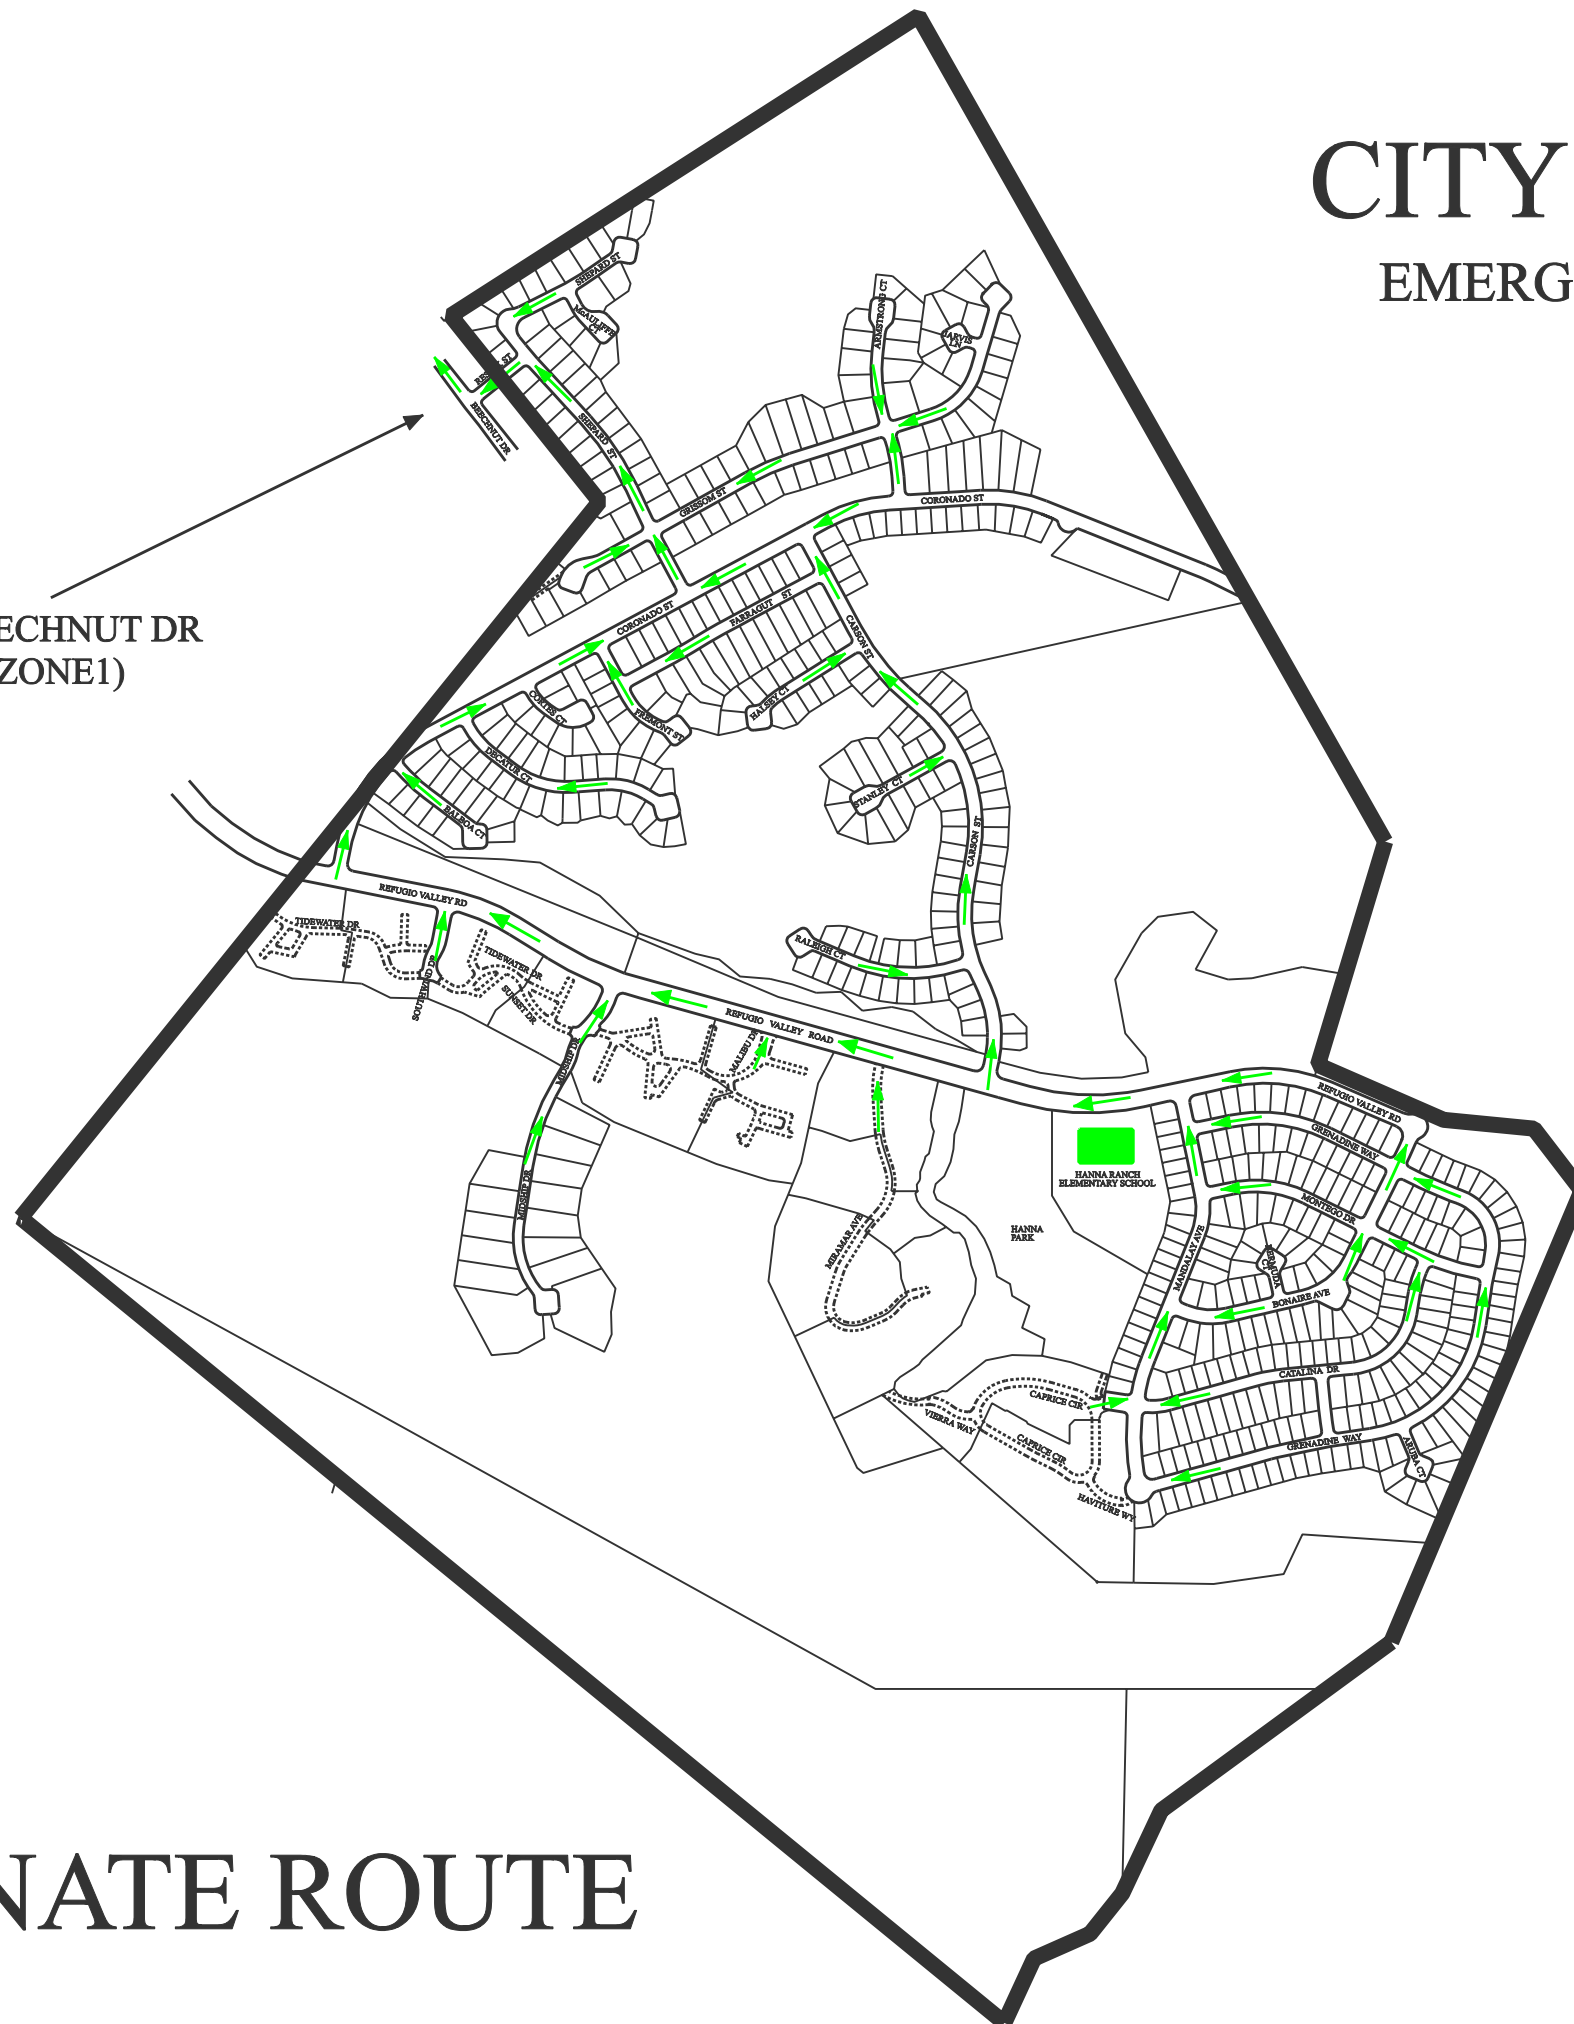 CITY
EMERG
SHEPARD ST
McAULIFFE
CT
ARMSTRONG CT
JARVIS
LN
BEECHNUT DR
SHEPARD ST
GRISSOM ST
CORONADO ST
ECHNUT DR
ZONE1)
CORONADO ST
FARRAGUT ST
CARSON ST
CORTES CT
FREMONT ST
HALSEY CT
DECATUR CT
BALBOA CT
STANLEY CT
CARSON ST
REFUGIO VALLEY RD
TIDEWATER DR
TIDEWATER DR
SOUTHWIND DR
SUNSET DR
RALEIGH CT
REFUGIO VALLEY ROAD
MALIBU DR
MIDSHIP DR
MIDSHIP DR
REFUGIO VALLEY RD
GRENADINE WAY
HANNA RANCH
ELEMENTARY SCHOOL
HANNA
PARK
MONTEGO DR
MIRAMAR AVE
MANDALAY AVE
BERMUDA
CT
BONAIRE AVE
CATALINA DR
CAPRICE CIR
VIERRA WAY
CAPRICE CIR
GRENADINE WAY
ARUBA CT
HAVITURE WY
NATE ROUTE